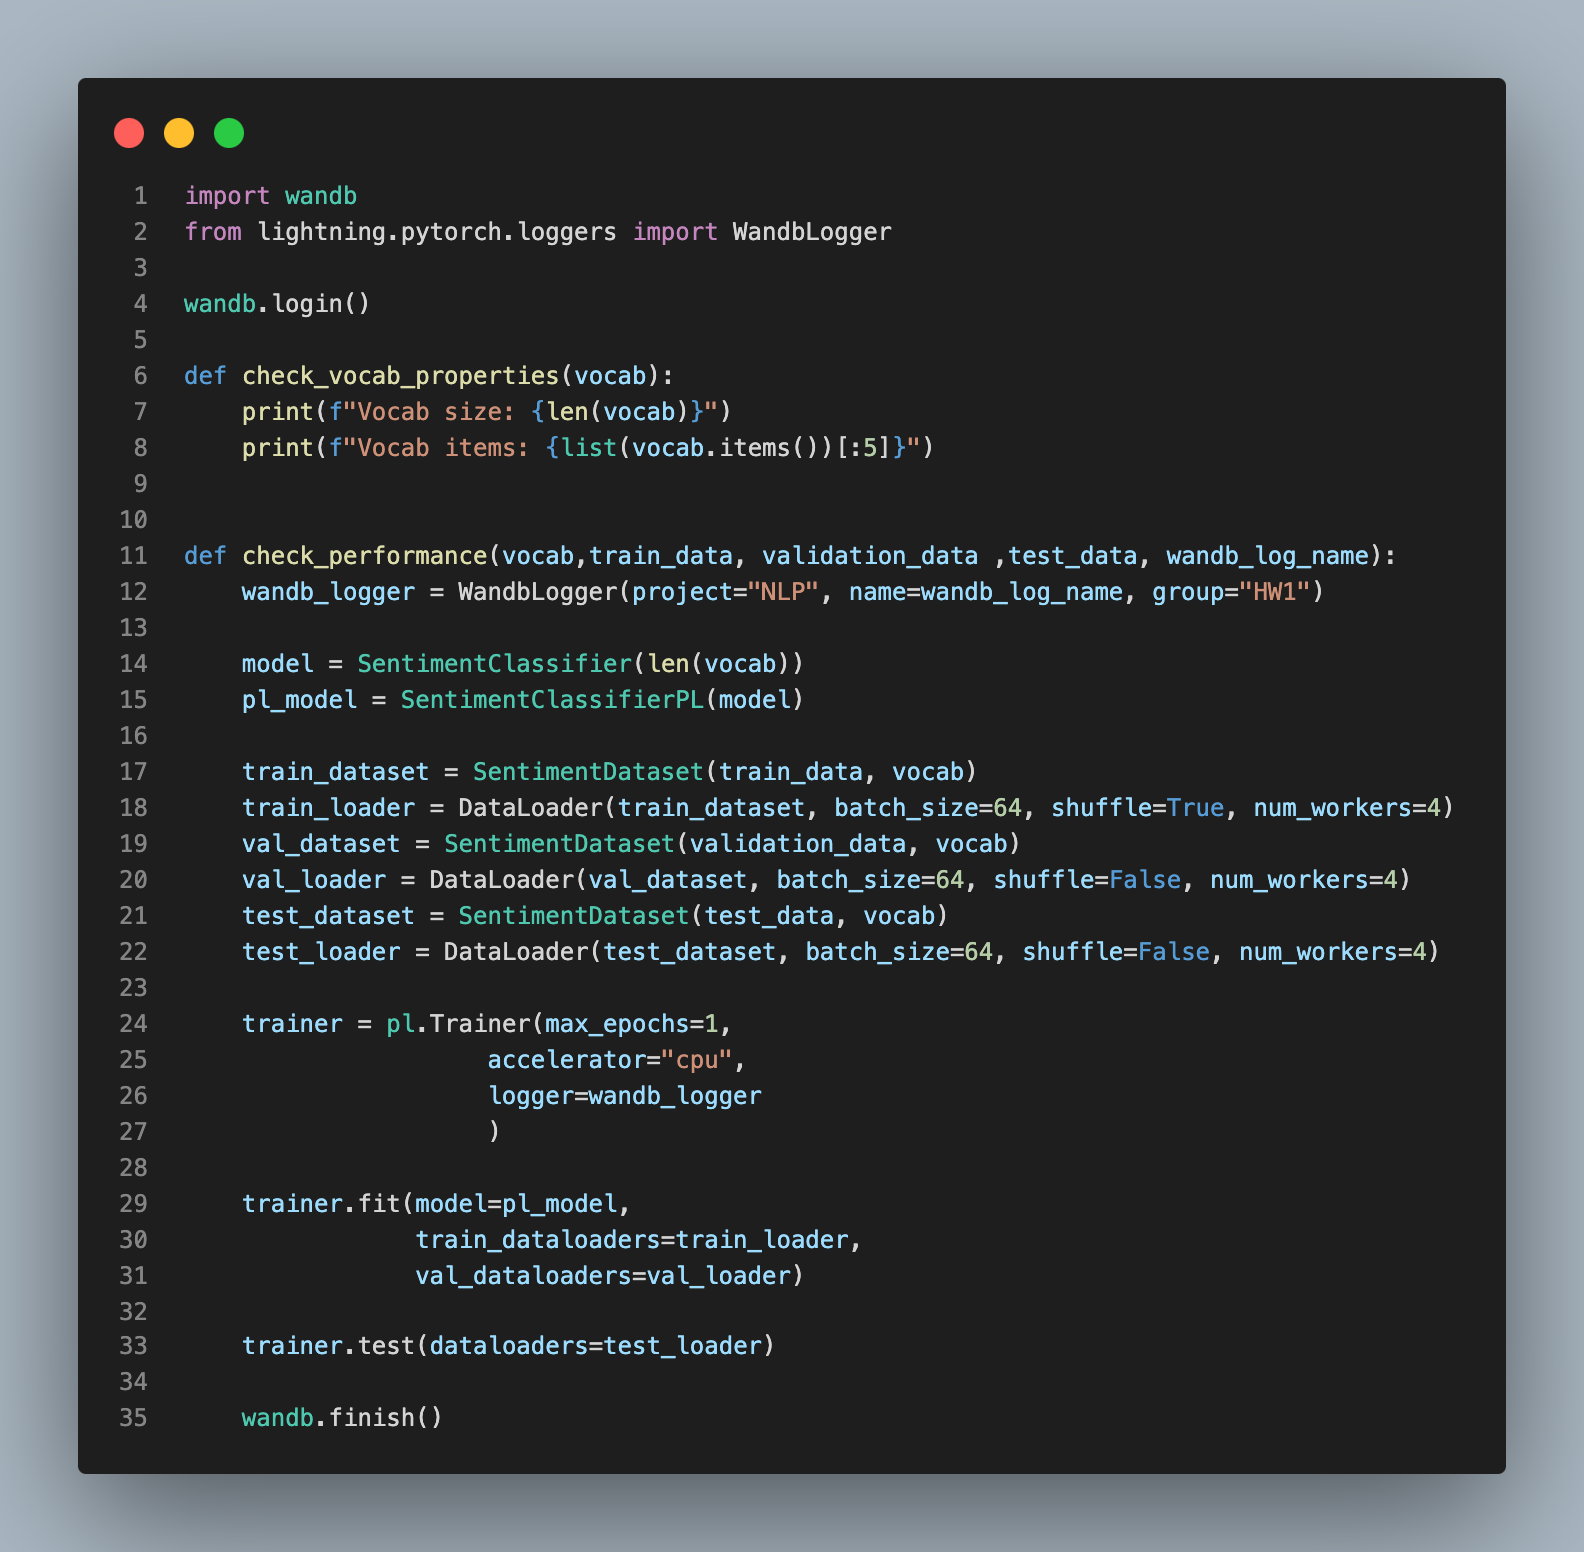 1 import wandb
2 from lightning.pytorch.loggers import WandbLogger
3
4 wandb.login()
5
6 def check_vocab_properties(vocab):
7     print(f"Vocab size: {len(vocab)}")
8     print(f"Vocab items: {list(vocab.items())[:5]}")
9
10
11 def check_performance(vocab,train_data, validation_data ,test_data, wandb_log_name):
12     wandb_logger = WandbLogger(project="NLP", name=wandb_log_name, group="HW1")
13
14     model = SentimentClassifier(len(vocab))
15     pl_model = SentimentClassifierPL(model)
16
17     train_dataset = SentimentDataset(train_data, vocab)
18     train_loader = DataLoader(train_dataset, batch_size=64, shuffle=True, num_workers=4)
19     val_dataset = SentimentDataset(validation_data, vocab)
20     val_loader = DataLoader(val_dataset, batch_size=64, shuffle=False, num_workers=4)
21     test_dataset = SentimentDataset(test_data, vocab)
22     test_loader = DataLoader(test_dataset, batch_size=64, shuffle=False, num_workers=4)
23
24     trainer = pl.Trainer(max_epochs=1,
25                      accelerator="cpu",
26                      logger=wandb_logger
27                      )
28
29     trainer.fit(model=pl_model,
30                 train_dataloaders=train_loader,
31                 val_dataloaders=val_loader)
32
33     trainer.test(dataloaders=test_loader)
34
35     wandb.finish()